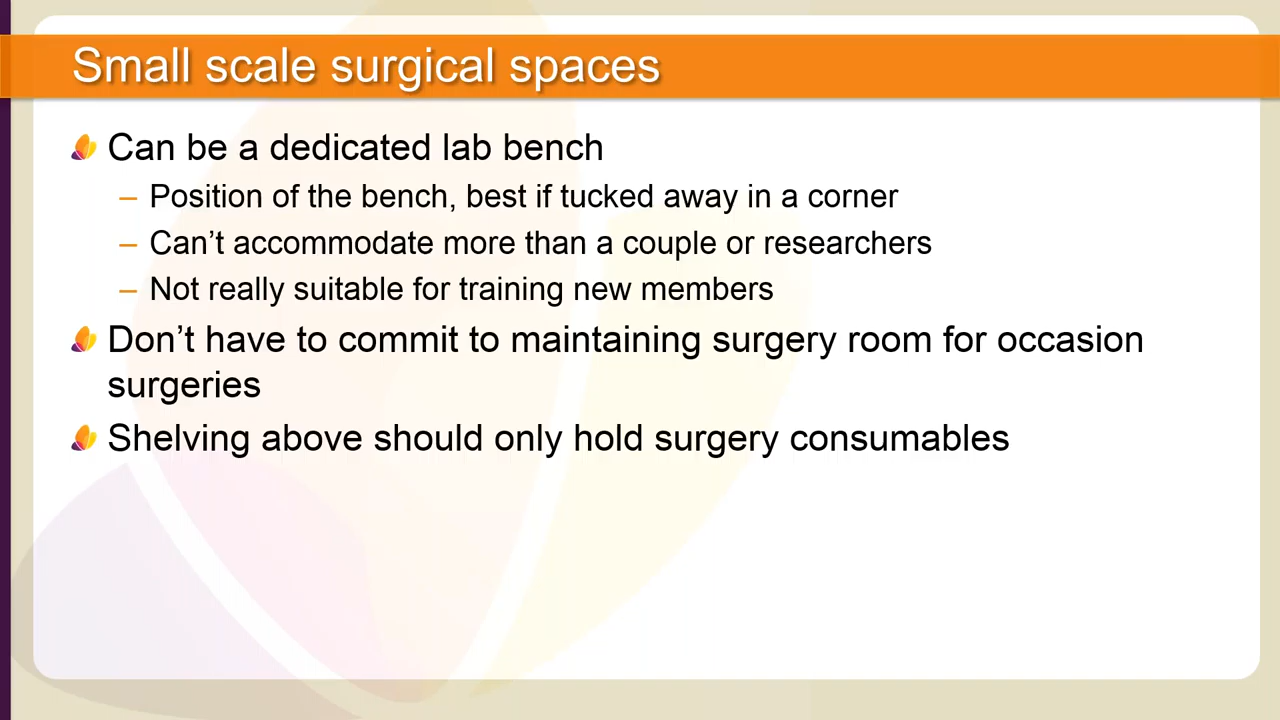 Small scale surgical spaces
Can be a dedicated lab bench
– Position of the bench, best if tucked away in a corner
– Can’t accommodate more than a couple or researchers
– Not really suitable for training new members
Don’t have to commit to maintaining surgery room for occasion
surgeries
Shelving above should only hold surgery consumables